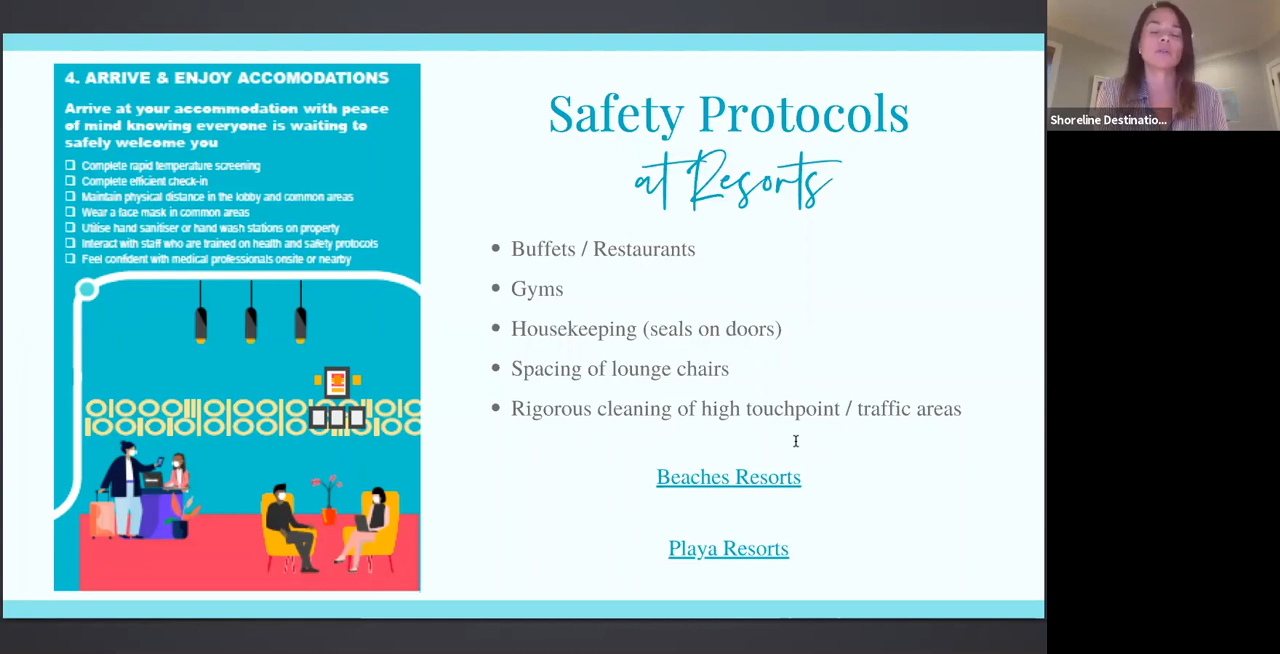 4. ARRIVE & ENJOY ACCOMODATIONS
Arrive at your accommodation with peace
of mind knowing everyone is waiting to
safely welcome you
Complete rapid temperature screening
Complete efficient check-in
Maintain physical distance in the lobby and common areas
Wear a face mask in common areas
Utilise hand sanitiser or hand wash stations on property
Interact with staff who are trained on health and safety protocols
Feel confident with medical professionals onsite or nearby
Safety Protocols
at Resorts
Buffets / Restaurants
Gyms
Housekeeping (seals on doors)
Spacing of lounge chairs
Rigorous cleaning of high touchpoint / traffic areas
Beaches Resorts
Playa Resorts
Shoreline Destinatio...